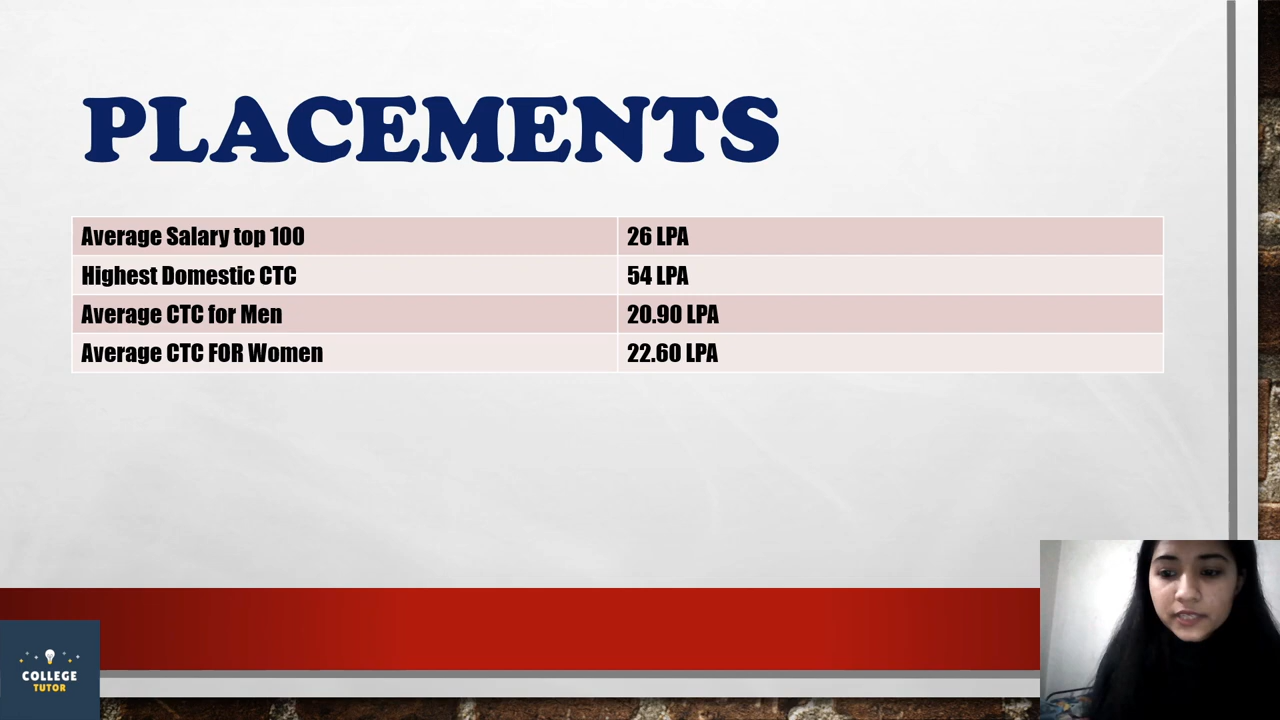 PLACEMENTS
Average Salary top 100 26 LPA
Highest Domestic CTC 54 LPA
Average CTC for Men 20.90 LPA
Average CTC FOR Women 22.60 LPA
COLLEGE
TUTOR